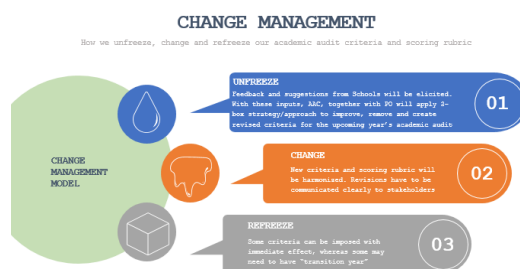 CHANGE MANAGEMENT
How we unfreeze, change and refreeze our academic audit criteria and scoring rubric
UNFREEZE
Feedback and suggestions from Schools will be elicited.
With these inputs, AAC, together with PO will apply 3-
box strategy/approach to improve, remove and create
revised criteria for the upcoming year's academic audit
01
CHANGE
MANAGEMENT
MODEL
CHANGE
New criteria and scoring rubric will
be harmonized. Revisions have to be
communicated clearly to stakeholders
02
REFREEZE
Some criteria can be imposed with
immediate effect, whereas some may
need to have "transition year"
03